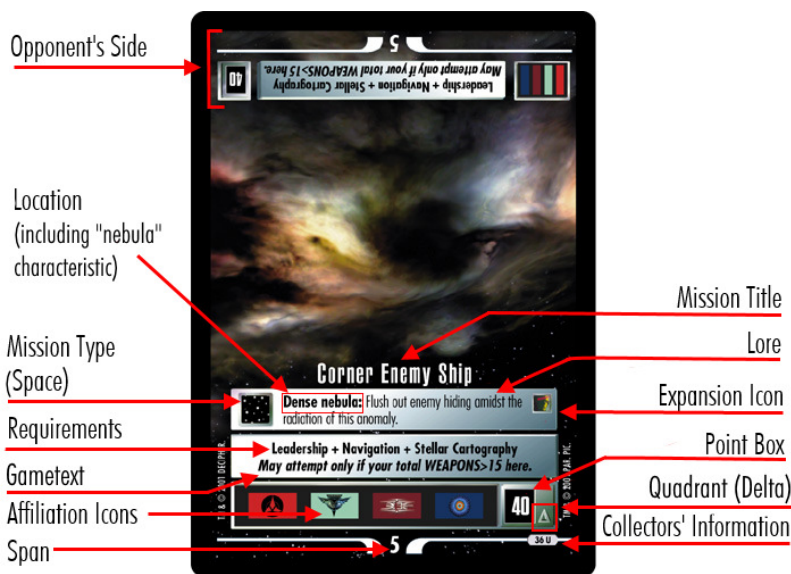 Opponent's Side
5
May attempt only if your total WEAPONS>15 here.
Leadership + Navigation + Stellar Cartography
40
Location
(including "nebula"
characteristic)
Mission Title
Lore
Mission Type
(Space)
Corner Enemy Ship
Dense nebula: Flush out enemy hiding amidst the
radiation of this anomaly.
Expansion Icon
Requirements
Leadership + Navigation + Stellar Cartography
May attempt only if your total WEAPONS>15 here.
Point Box
Gametext
40
Quadrant (Delta)
Affiliation Icons
Collectors' Information
36 U
Span
5